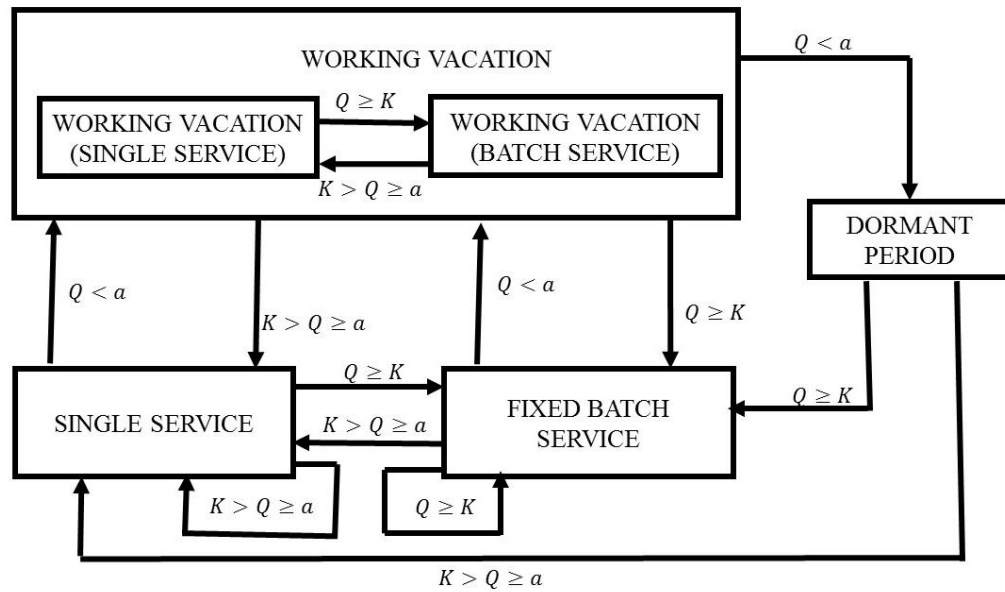 Q < a
WORKING VACATION
Q ≥ K
WORKING VACATION
(SINGLE SERVICE)
WORKING VACATION
(BATCH SERVICE)
K > Q ≥ a
DORMANT
PERIOD
Q < a
Q < a
K > Q ≥ a
Q ≥ K
Q ≥ K
Q ≥ K
SINGLE SERVICE
FIXED BATCH
SERVICE
K > Q ≥ a
K > Q ≥ a
Q ≥ K
K > Q ≥ a